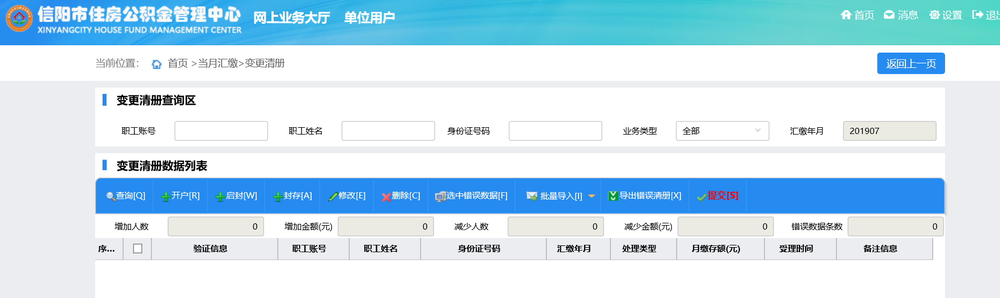 信阳市住房公积金管理中心 网上业务大厅 单位用户 首页 消息 设置 退出
XINYANGCITY HOUSE FUND MANAGEMENT CENTER
当前位置： 首页 >当月汇缴>变更清册 返回上一页
变更清册查询区
职工账号 职工姓名 身份证号码 业务类型 全部 汇缴年月 201907
变更清册数据列表
查询[Q] 开户[R] 启封[W] 封存[A] 修改[E] 删除[C] 选中错误数据[F] 批量导入[I] 导出错误清册[X] 提交[S]
增加人数 0 增加金额(元) 0 减少人数 0 减少金额(元) 0 错误数据条数 0
序... 验证信息 职工账号 职工姓名 身份证号码 汇缴年月 处理类型 月缴存额(元) 受理时间 备注信息